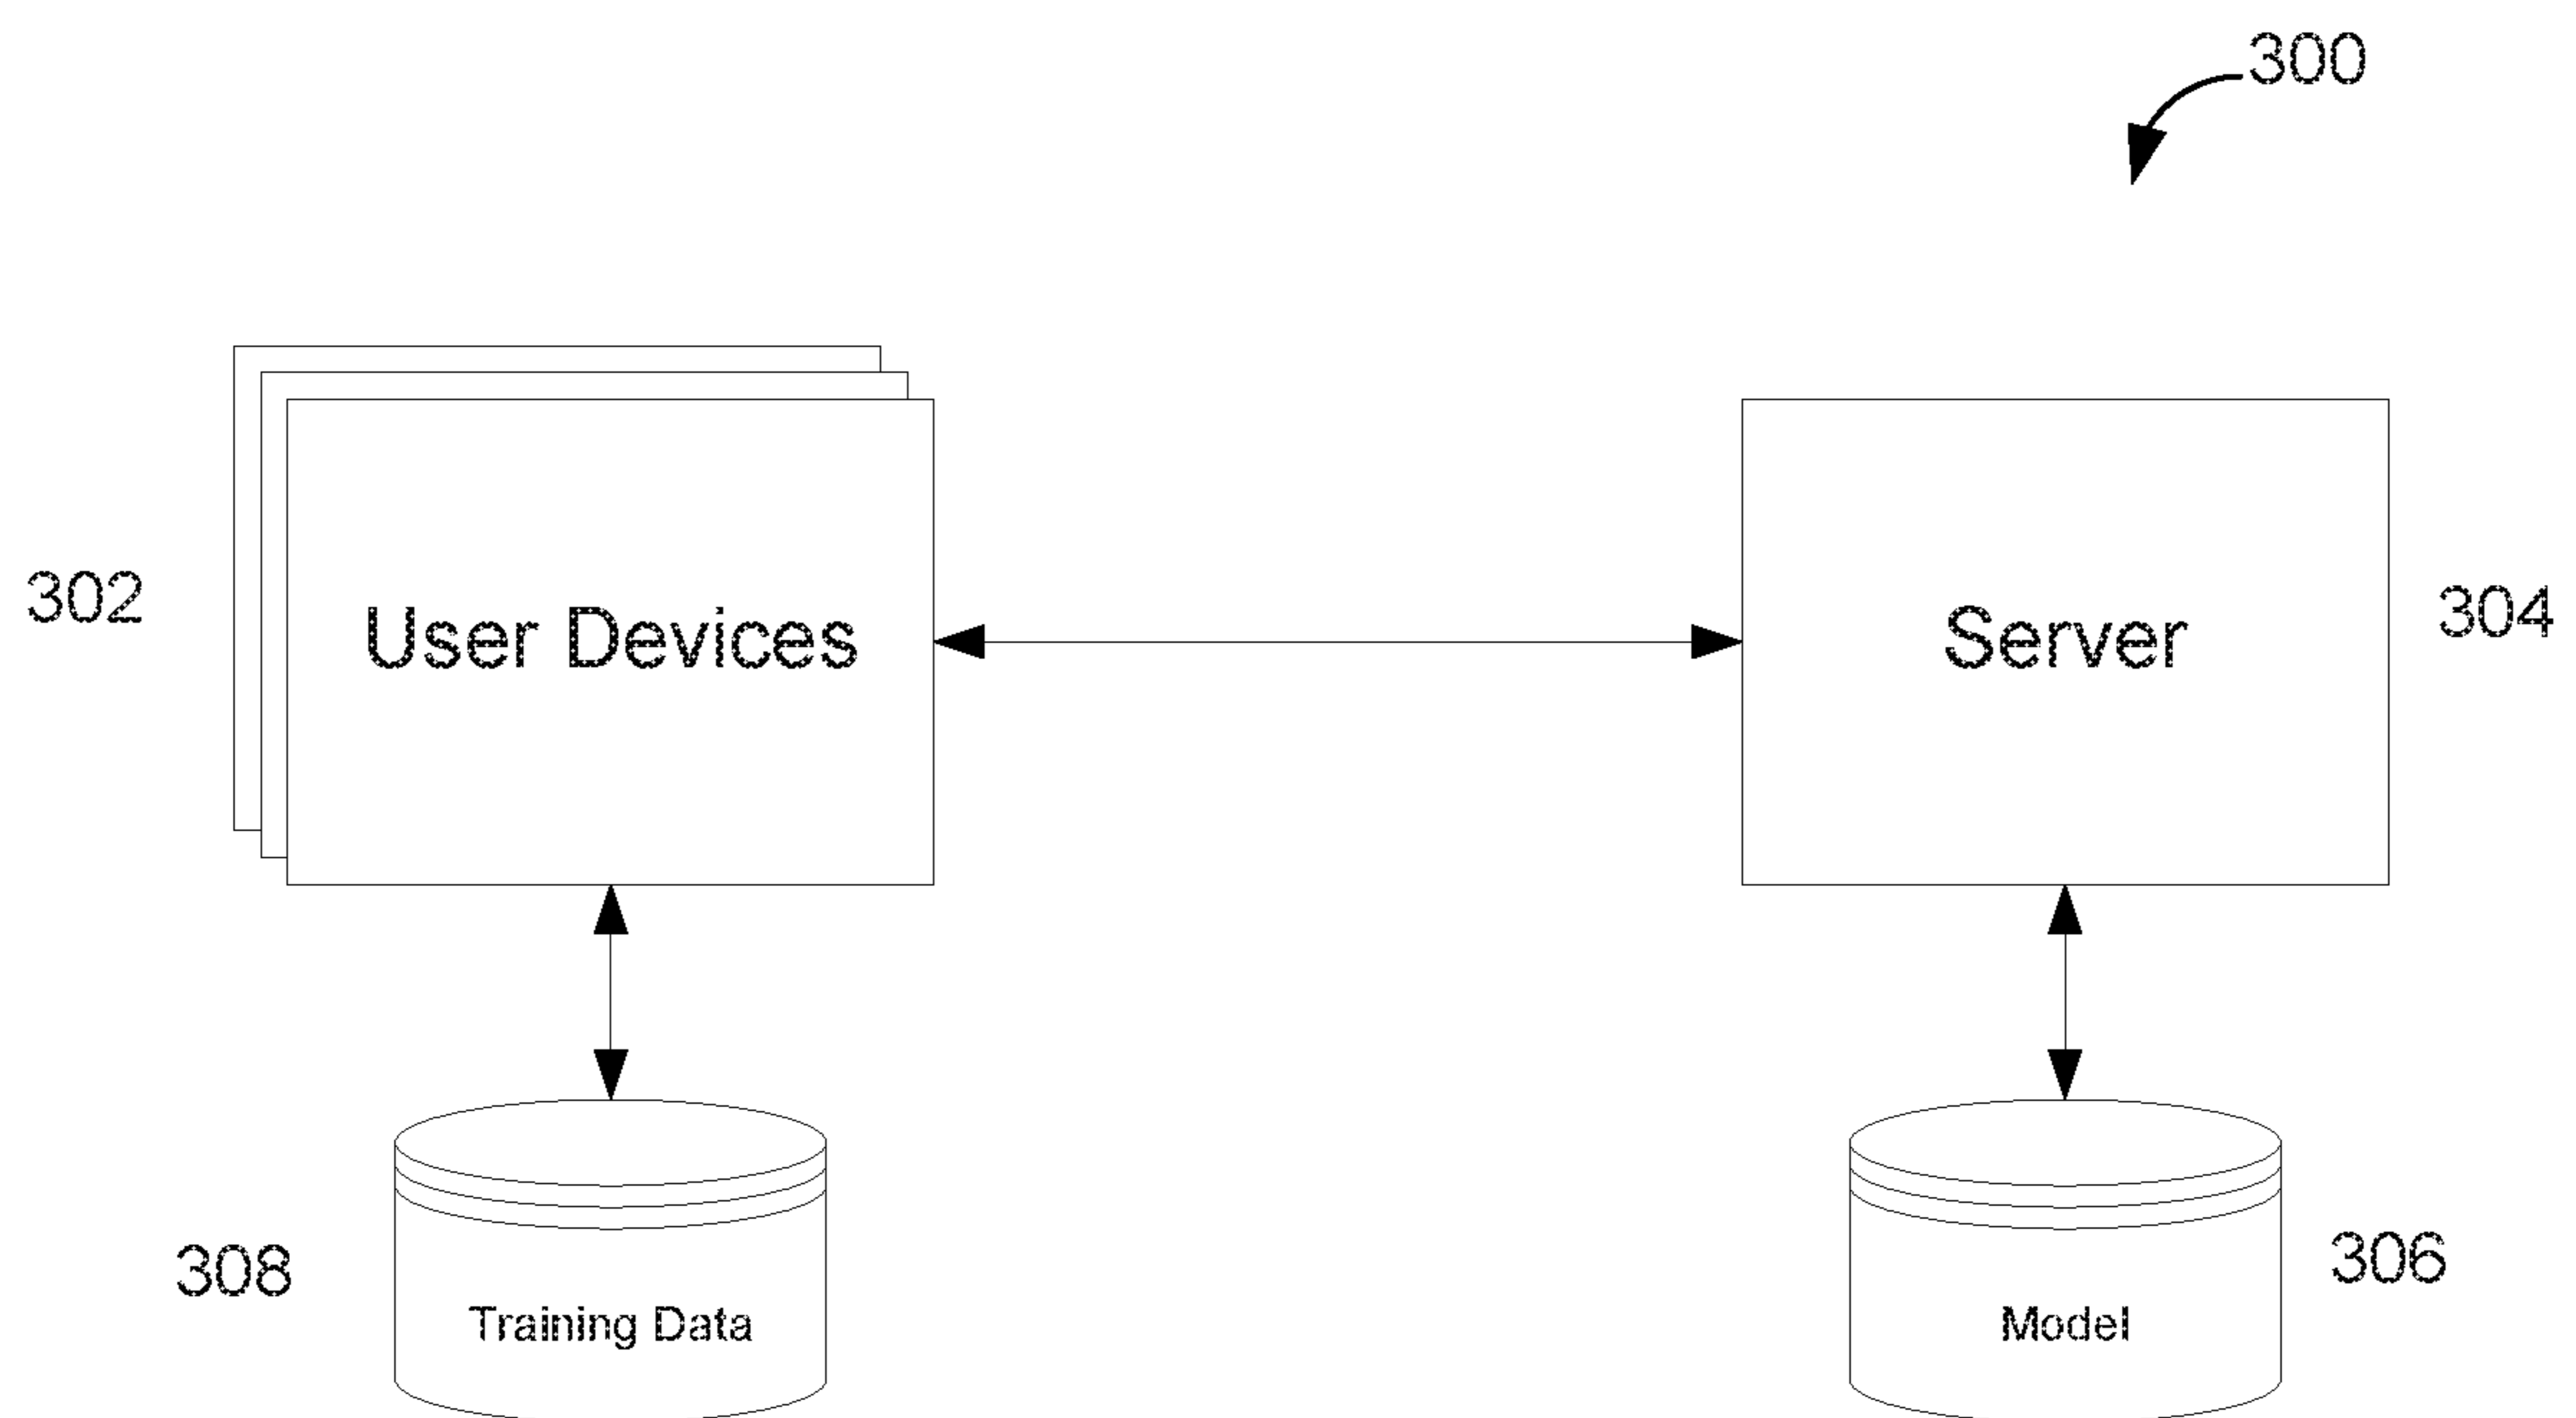 300
302
User Devices
Server
304
308
Training Data
306
Model